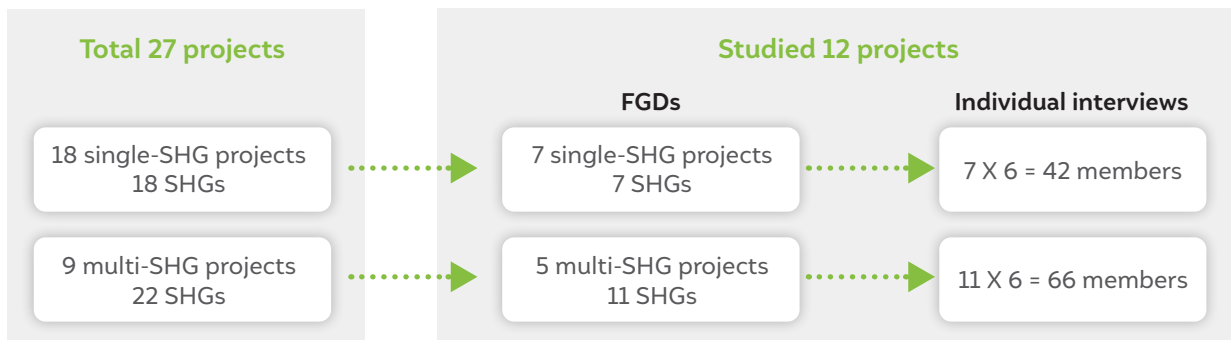 Total 27 projects
Studied 12 projects
FGDs
Individual interviews
18 single-SHG projects
18 SHGs
7 single-SHG projects
7 SHGs
7 X 6 = 42 members
9 multi-SHG projects
22 SHGs
5 multi-SHG projects
11 SHGs
11 X 6 = 66 members